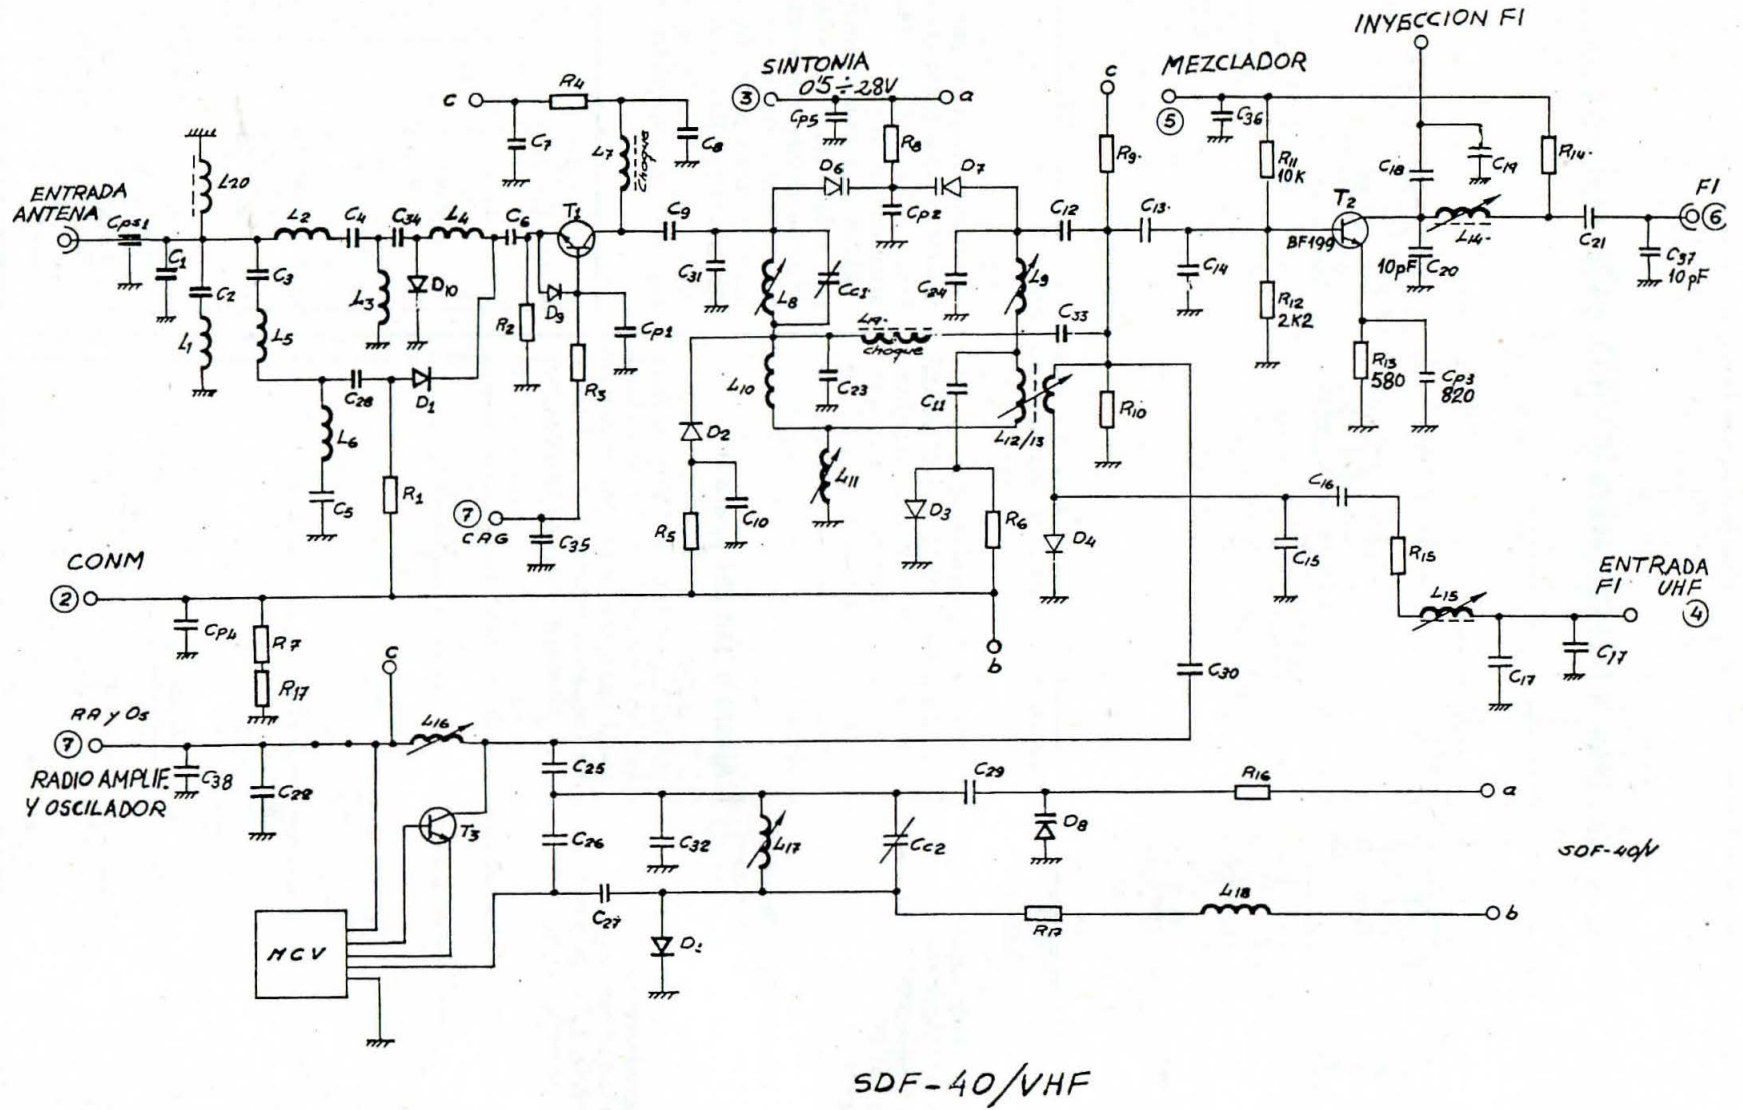 INYECCION FI
SINTONIA
0'5÷28V
MEZCLADOR
c
R4
3
a
c
5
Cp5
C36
C7
L7
choque
C8
R8
R9
R11
10K
C18
C19
R14
D6
D7
L20
ENTRADA
ANTENA
Cps1
L2
C4
C34
L4
C6
T1
C9
Cp2
C12
C13
T2
BF199
L14
C21
FI
6
C1
C2
C3
L3
D10
R2
D9
Cp1
C31
L8
Cc1
C24
L9
C14
10pF
C20
C37
10pF
R12
2K2
L1
L5
C28
D1
R3
L19
choque
C33
R13
580
Cp3
820
L10
C23
C11
L12/13
R10
L6
D2
L11
C5
R1
7
CAG
C35
R5
C10
D3
R6
D4
C16
C15
R15
CONM
2
ENTRADA
FI UHF
4
L15
Cp4
R7
R17
c
b
C30
C17
C17
RA y Os
7
L16
RADIO AMPLIF.
Y OSCILADOR
C38
C22
C25
C29
R16
a
T3
C26
C32
L17
Cc2
D8
SDF-40/V
C27
L18
R17
b
MCV
SDF-40/VHF